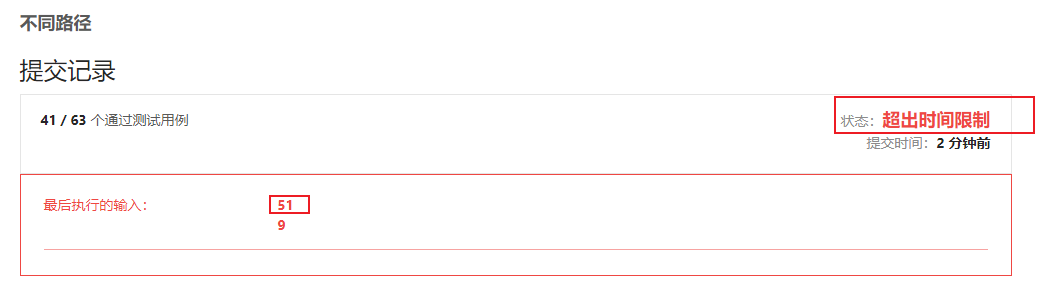 不同路径
提交记录
41 / 63 个通过测试用例
状态：超出时间限制
提交时间：2 分钟前
最后执行的输入：
51
9